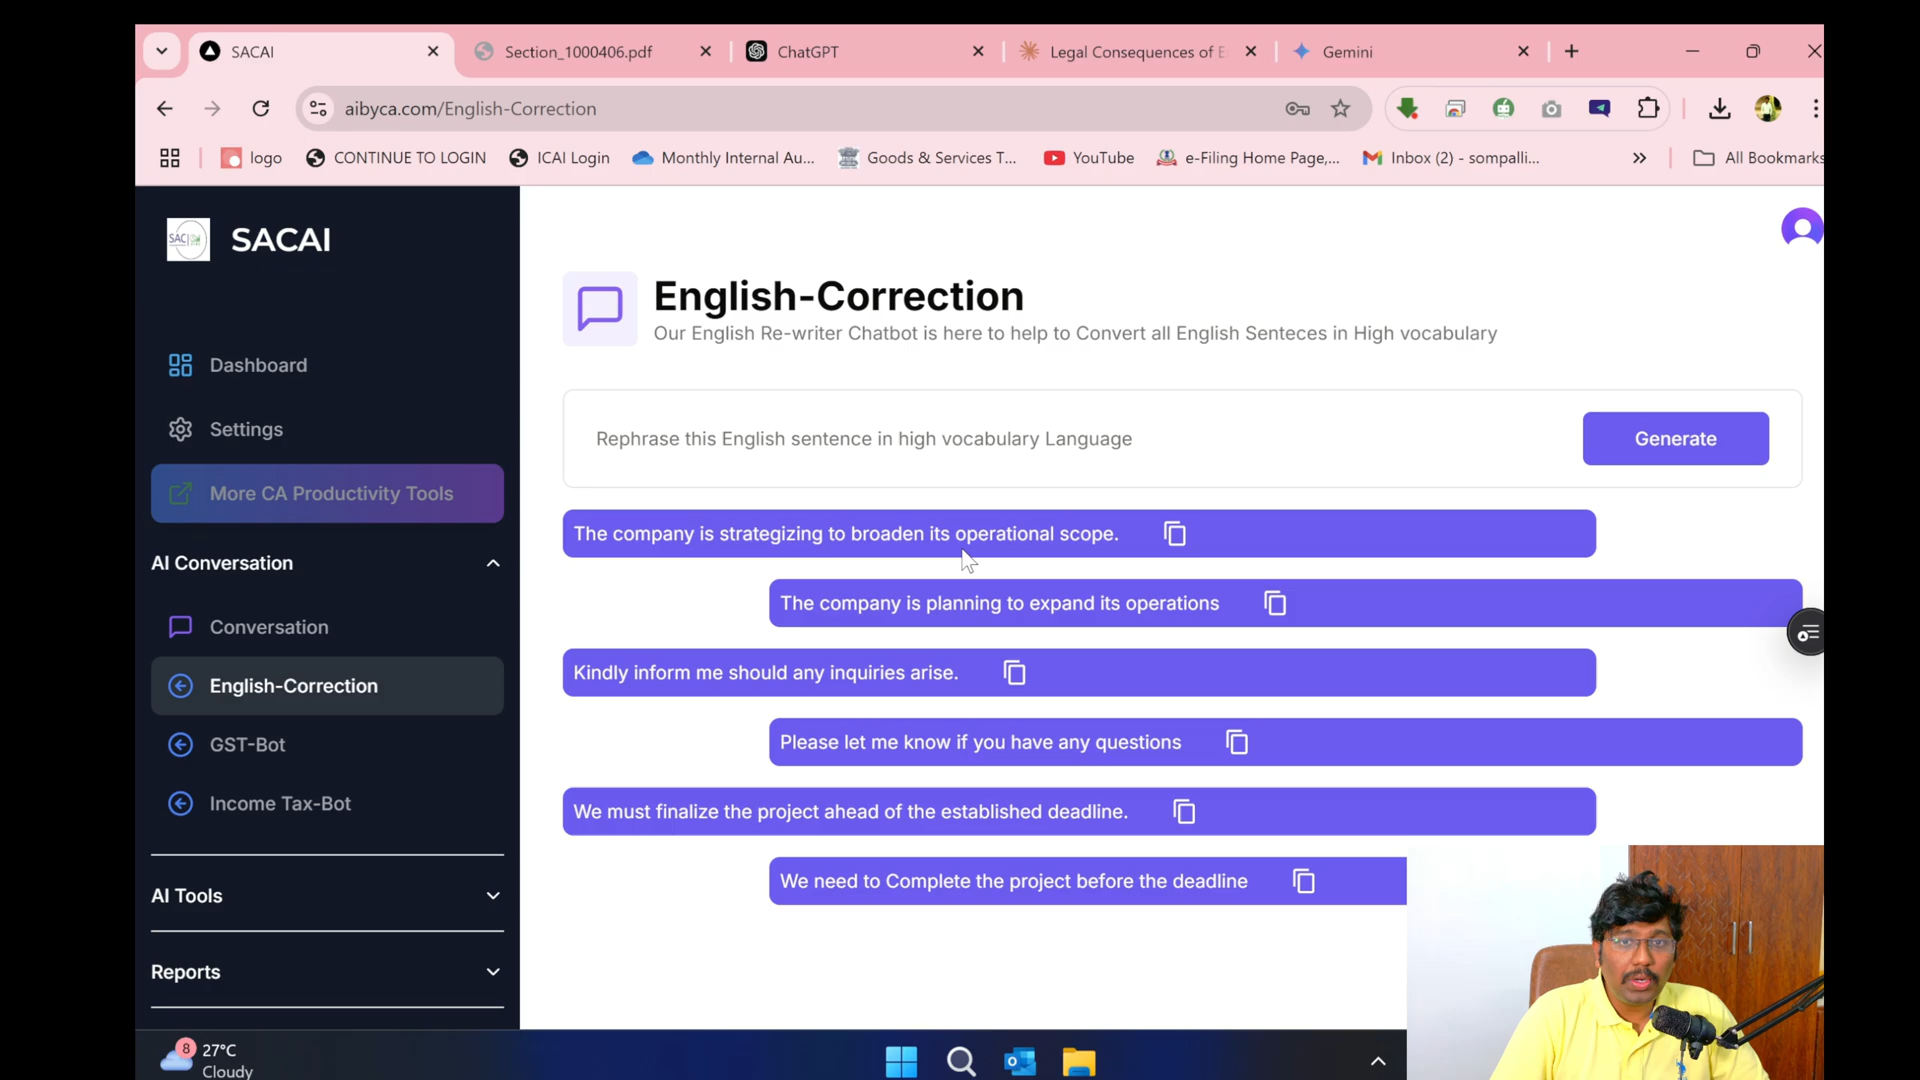 SACAI
Section_1000406.pdf
ChatGPT
Legal Consequences of E
Gemini
aibyca.com/English-Correction
logo
CONTINUE TO LOGIN
ICAI Login
Monthly Internal Au...
Goods & Services T...
YouTube
e-Filing Home Page,...
Inbox (2) - sompalli...
All Bookmarks
SACAI
Dashboard
Settings
More CA Productivity Tools
AI Conversation
Conversation
English-Correction
GST-Bot
Income Tax-Bot
AI Tools
Reports
English-Correction
Our English Re-writer Chatbot is here to help to Convert all English Senteces in High vocabulary
Rephrase this English sentence in high vocabulary Language
Generate
The company is strategizing to broaden its operational scope.
The company is planning to expand its operations
Kindly inform me should any inquiries arise.
Please let me know if you have any questions
We must finalize the project ahead of the established deadline.
We need to Complete the project before the deadline
8
27°C
Cloudy